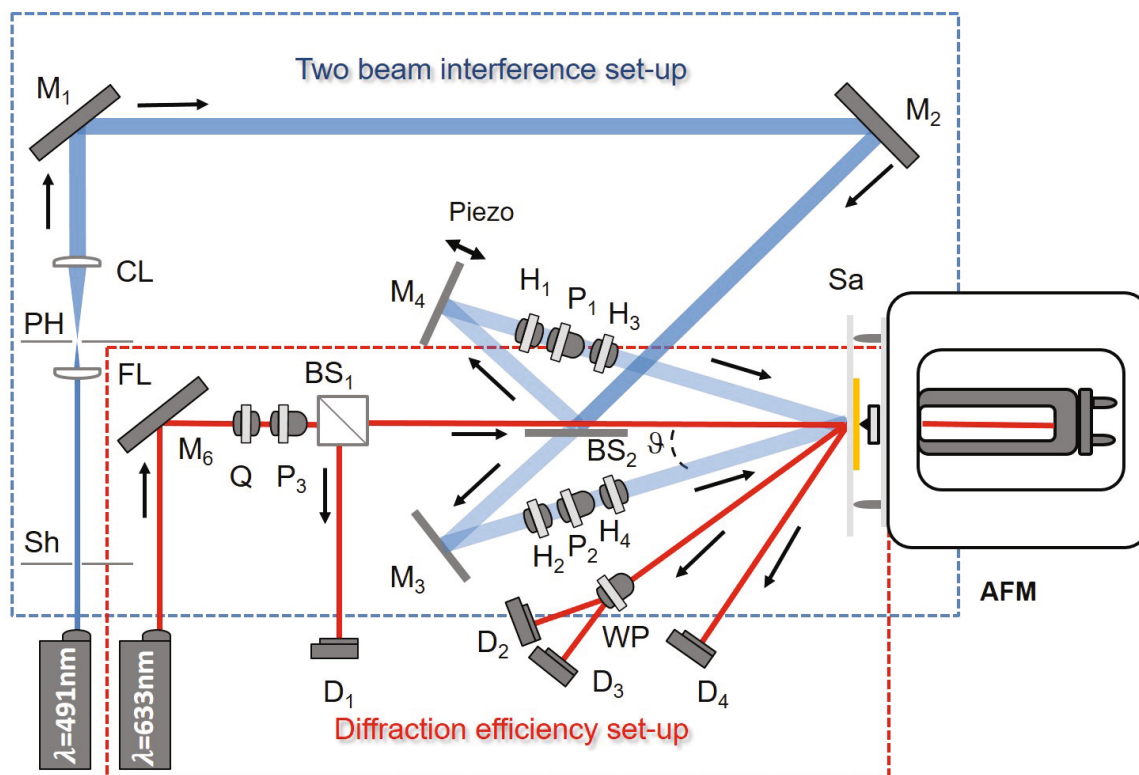 Two beam interference set-up
M₁
M₂
Piezo
CL
H₁
P₁
H₃
Sa
M₄
PH
FL
BS₁
M₆
Q
P₃
BS₂
ϑ
Sh
H₂
P₂
H₄
M₃
AFM
WP
D₂
D₃
D₁
D₄
λ=491nm
λ=633nm
Diffraction efficiency set-up